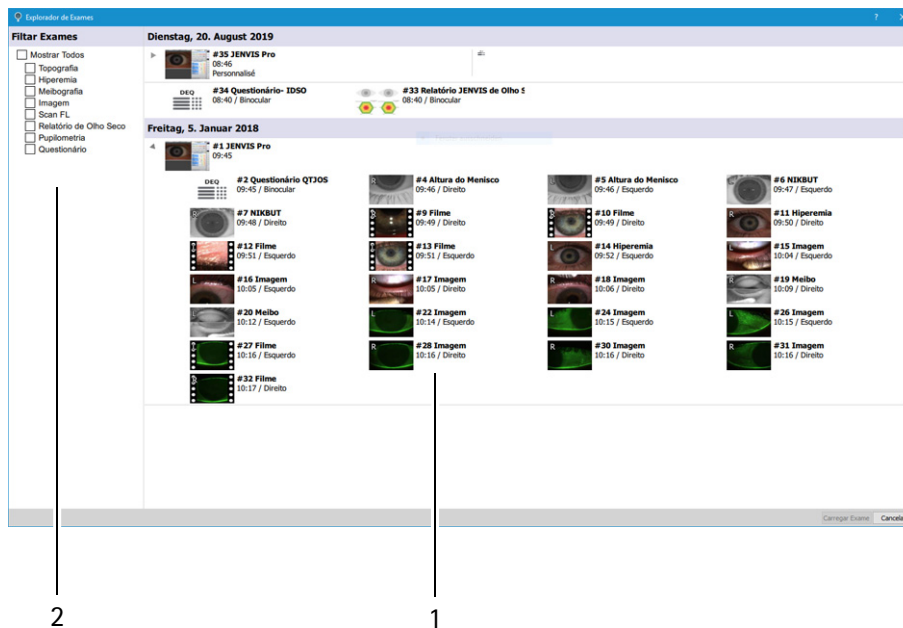 Explorador de Exames
?
Filtar Exames
Mostrar Todos
Topografia
Hiperemia
Meibografia
Imagem
Scan FL
Relatório de Olho Seco
Pupilometria
Questionário
Dienstag, 20. August 2019
#35 JENVIS Pro
08:46
Personnalisé
DEQ
#34 Questionário- IDSO
08:40 / Binocular
#33 Relatório JENVIS de Olho S
08:40 / Binocular
Freitag, 5. Januar 2018
#1 JENVIS Pro
09:45
DEQ
#2 Questionário QTJOS
09:45 / Binocular
R
#4 Altura do Menisco
09:46 / Direito
L
#5 Altura do Menisco
09:46 / Esquerdo
L
#6 NIKBUT
09:47 / Esquerdo
R
#7 NIKBUT
09:48 / Direito
#9 Filme
09:49 / Direito
#10 Filme
09:49 / Direito
R
#11 Hiperemia
09:50 / Direito
#12 Filme
09:51 / Esquerdo
#13 Filme
09:51 / Esquerdo
L
#14 Hiperemia
09:52 / Esquerdo
L
#15 Imagem
10:04 / Esquerdo
L
#16 Imagem
10:05 / Esquerdo
R
#17 Imagem
10:05 / Direito
R
#18 Imagem
10:06 / Direito
R
#19 Meibo
10:09 / Direito
L
#20 Meibo
10:12 / Esquerdo
L
#22 Imagem
10:14 / Esquerdo
L
#24 Imagem
10:15 / Esquerdo
L
#26 Imagem
10:15 / Esquerdo
#27 Filme
10:16 / Esquerdo
R
#28 Imagem
10:16 / Direito
R
#30 Imagem
10:16 / Direito
R
#31 Imagem
10:16 / Direito
#32 Filme
10:17 / Direito
Carregar Exame
Cancela
2
1